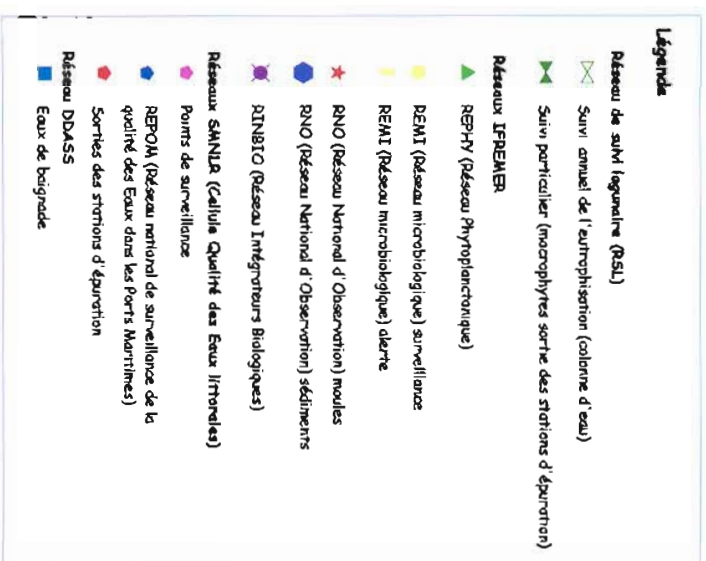 Légende
Réseau de suivi lagunaire (RSL)
Suivi annuel de l'eutrophisation (colonne d'eau)
Suivi particulier (macrophytes sortie des stations d'épuration)
Réseaux IFREMER
REPHY (Réseau Phytoplanctonique)
REMI (Réseau microbiologique) surveillance
REMI (Réseau microbiologique) alerte
RNO (Réseau National d'Observation) moules
RNO (Réseau National d'Observation) sédiments
RINBIO (Réseau Intégrateurs Biologiques)
Réseaux SMNLR (Cellule Qualité des Eaux littorales)
Points de surveillance
REPOM (Réseau national de surveillance de la
qualité des Eaux dans les Ports Maritimes)
Sorties des stations d'épuration
Réseau DDASS
Eaux de baignade